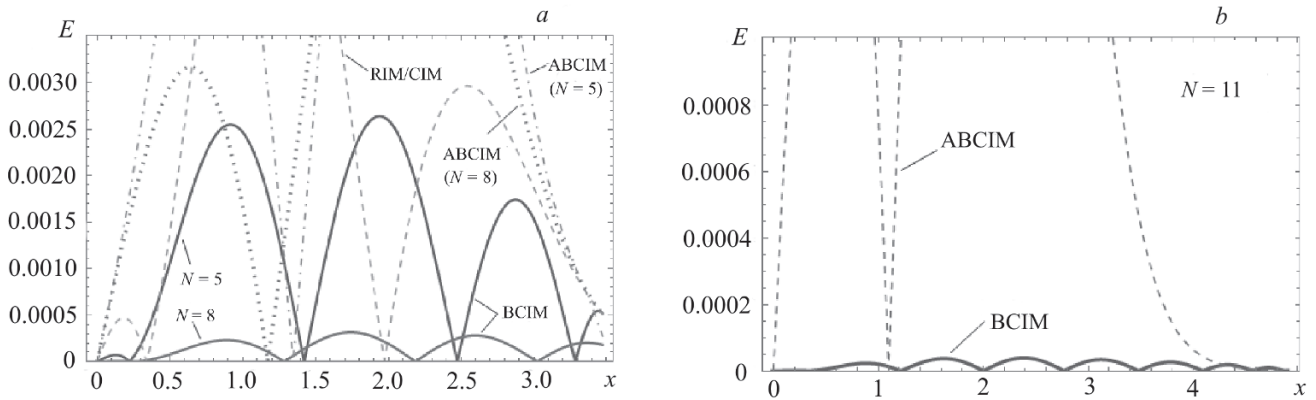 a
E
0.0030
0.0025
0.0020
0.0015
0.0010
0.0005
0
RIM/CIM
ABCIM
(N = 5)
ABCIM
(N = 8)
N = 5
N = 8
BCIM
0 0.5 1.0 1.5 2.0 2.5 3.0 x
b
E
0.0008
0.0006
0.0004
0.0002
0
N = 11
ABCIM
BCIM
0 1 2 3 4 x